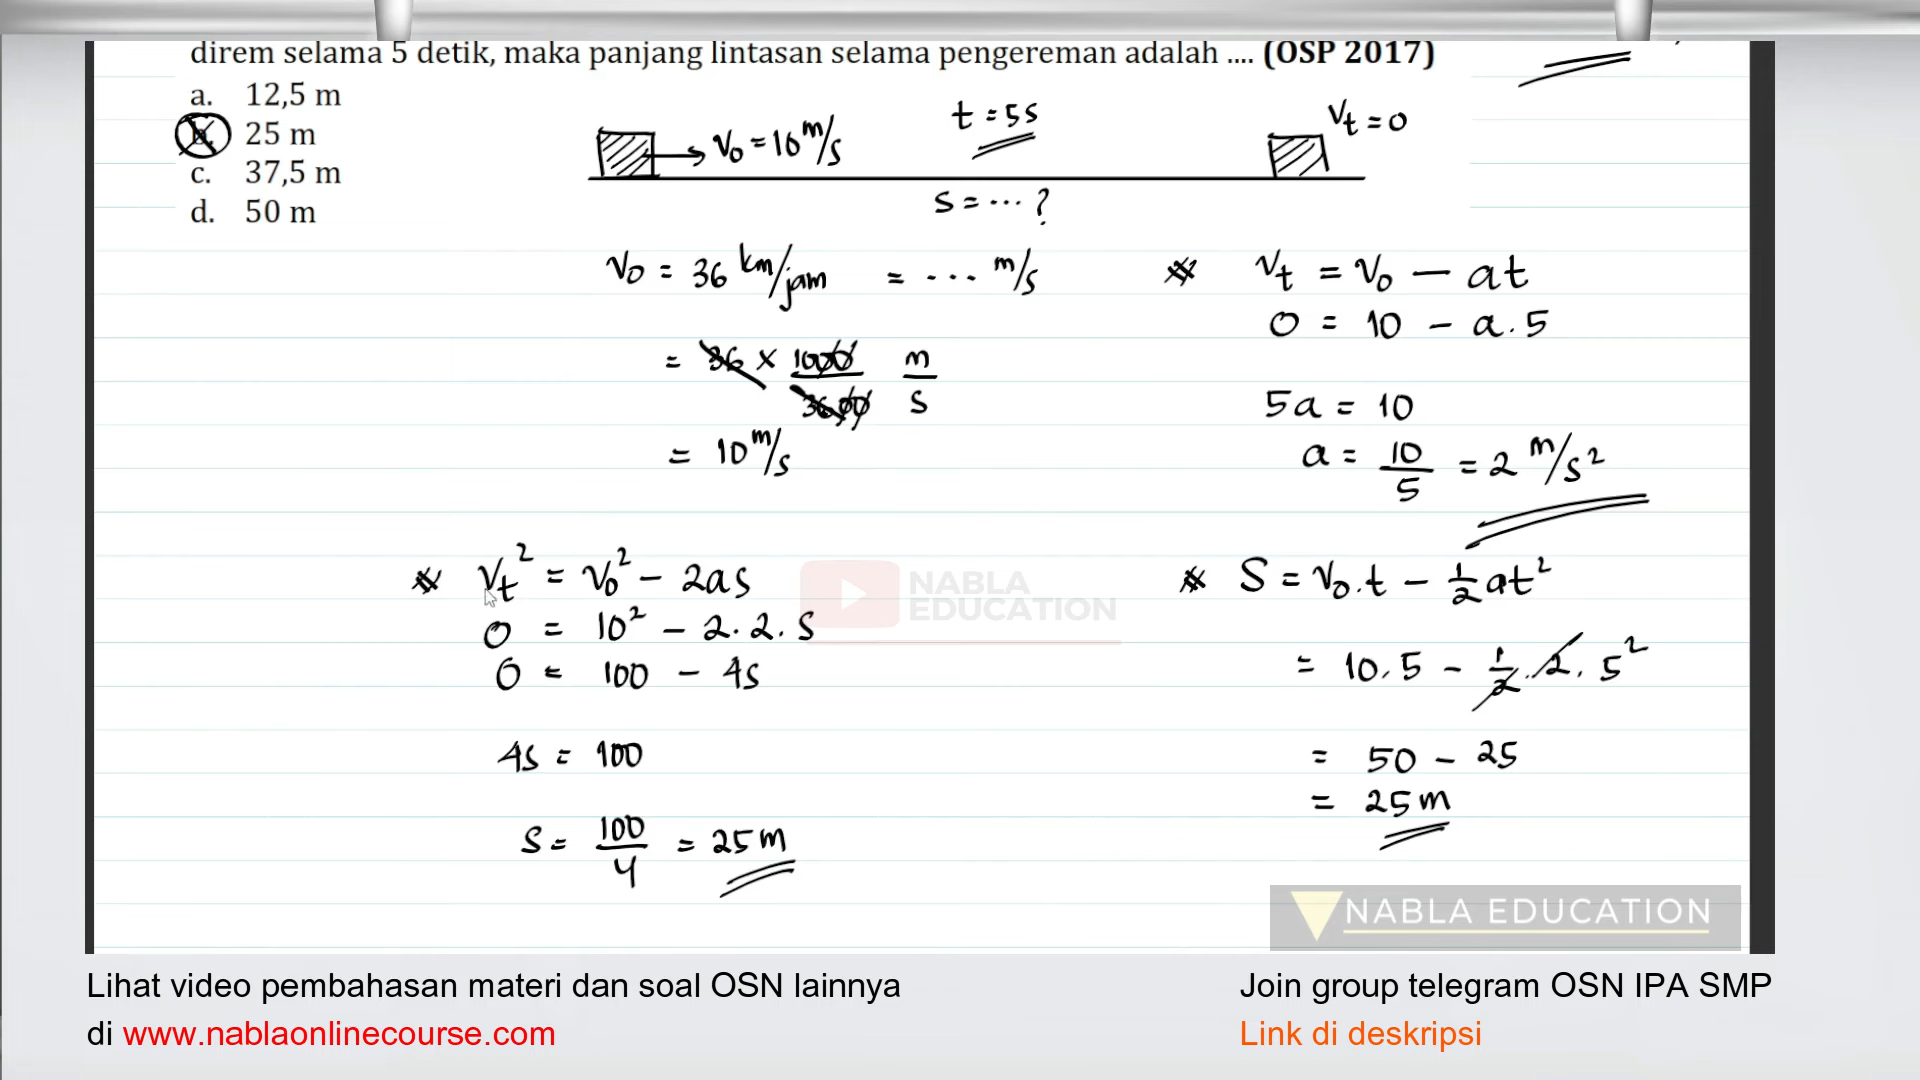 direm selama 5 detik, maka panjang lintasan selama pengereman adalah .... (OSP 2017)
a. 12,5 m
b. 25 m
c. 37,5 m
d. 50 m
V₀ = 10 m/s
t = 5s
Vt = 0
S = ... ?
V₀ = 36 km/jam = ... m/s
= 36 x 1000/3600 m/s
= 10 m/s
* Vt = V₀ - at
0 = 10 - a.5
5a = 10
a = 10/5 = 2 m/s²
* Vt² = V₀² - 2as
0 = 10² - 2.2.S
0 = 100 - 4s
4s = 100
S = 100/4 = 25 m
* S = V₀.t - 1/2 at²
= 10.5 - 1/2.2.5²
= 50 - 25
= 25 m
NABLA
EDUCATION
NABLA EDUCATION
Lihat video pembahasan materi dan soal OSN lainnya
di www.nablaonlinecourse.com
Join group telegram OSN IPA SMP
Link di deskripsi